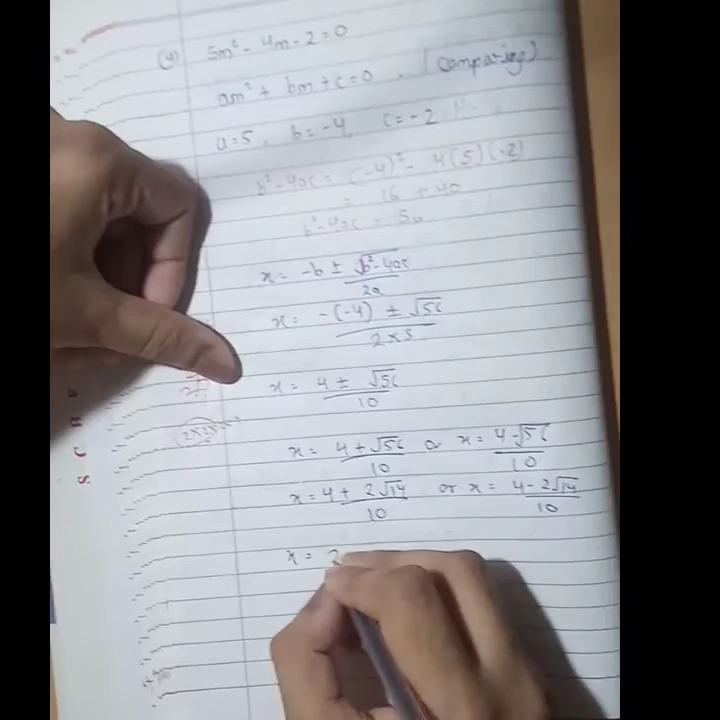 (4) 5m² - 4m - 2 = 0
am² + bm + c = 0 .. (comparing)
a = 5, b = -4, c = -2
b² - 4ac = (-4)² - 4(5)(-2)
= 16 + 40
b² - 4ac = 56
x = -b ± √b² - 4ac / 2a
x = -(-4) ± √56 / 2 × 5
x = 4 ± √56 / 10
x = 4 + √56 / 10 or x = 4 - √56 / 10
x = 4 + 2√14 / 10 or x = 4 - 2√14 / 10
x = 2